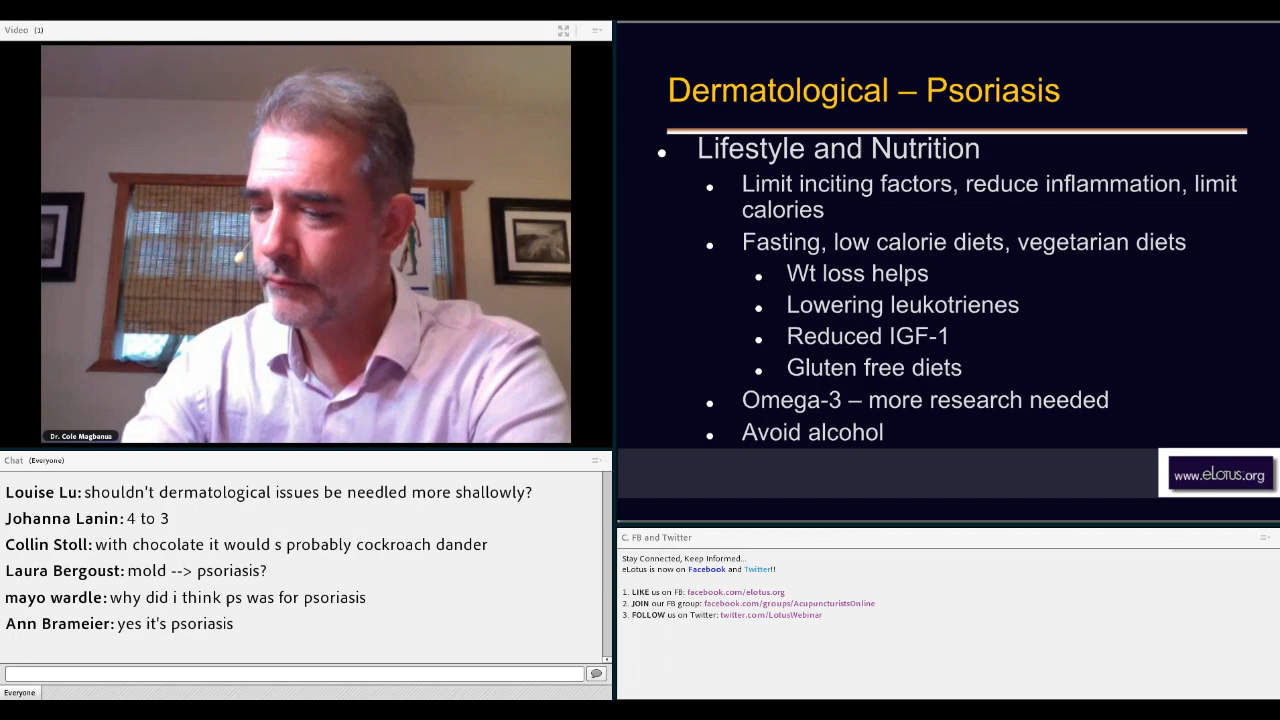 Video (1)
Dr. Cole Magbanua
Dermatological – Psoriasis
Lifestyle and Nutrition
Limit inciting factors, reduce inflammation, limit
calories
Fasting, low calorie diets, vegetarian diets
Wt loss helps
Lowering leukotrienes
Reduced IGF-1
Gluten free diets
Omega-3 – more research needed
Avoid alcohol
www.eLotus.org
Chat (Everyone)
Louise Lu: shouldn't dermatological issues be needled more shallowly?
Johanna Lanin: 4 to 3
Collin Stoll: with chocolate it would s probably cockroach dander
Laura Bergoust: mold --> psoriasis?
mayo wardle: why did i think ps was for psoriasis
Ann Brameier: yes it's psoriasis
Everyone
C. FB and Twitter
Stay Connected, Keep Informed...
eLotus is now on Facebook and Twitter!!
1. LIKE us on FB: facebook.com/elotus.org
2. JOIN our FB group: facebook.com/groups/AcupuncturistsOnline
3. FOLLOW us on Twitter: twitter.com/LotusWebinar